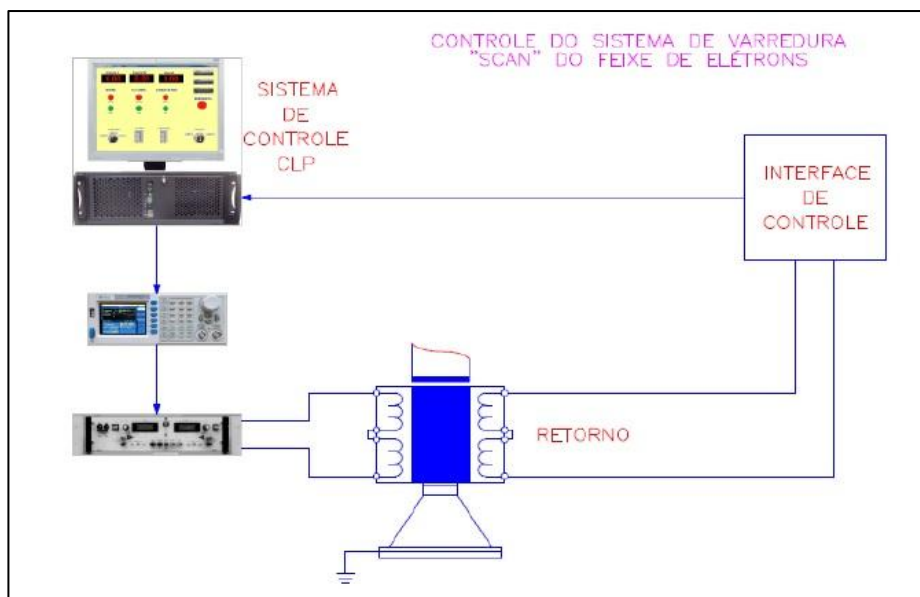 CONTROLE DO SISTEMA DE VARREDURA
"SCAN" DO FEIXE DE ELÉTRONS
SISTEMA
DE
CONTROLE
CLP
INTERFACE
DE
CONTROLE
RETORNO